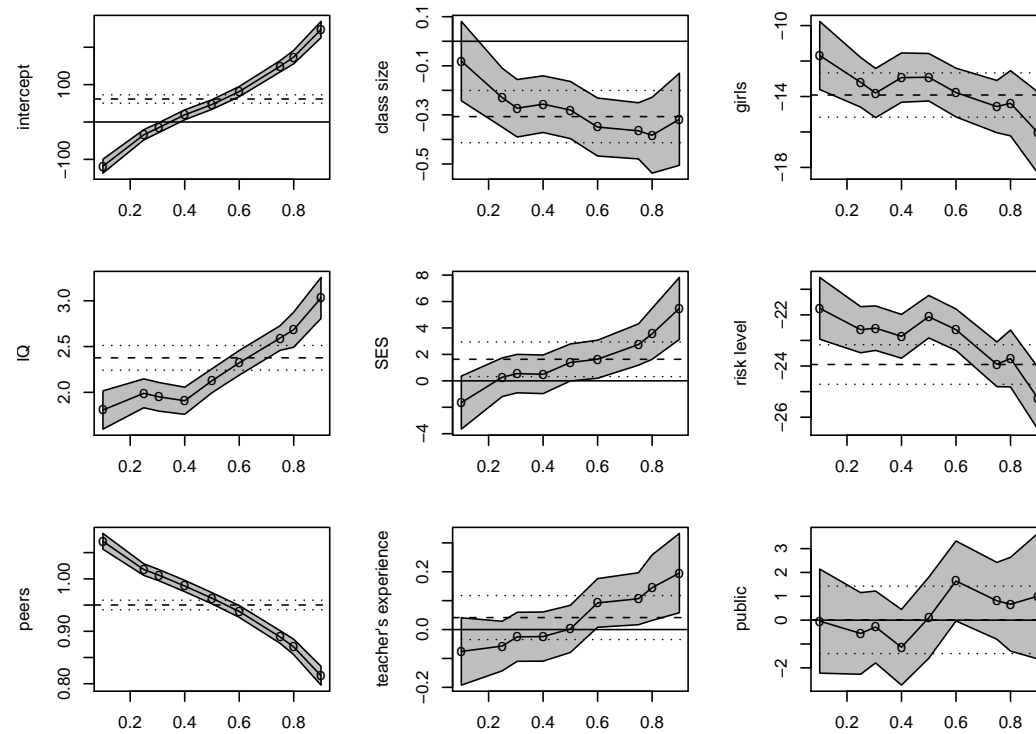 intercept
−100
100
0.2 0.4 0.6 0.8
class size
−0.5
−0.3
−0.1
0.1
0.2 0.4 0.6 0.8
girls
−18
−14
−10
0.2 0.4 0.6 0.8
IQ
2.0
2.5
3.0
0.2 0.4 0.6 0.8
SES
−4
0
2
4
6
8
0.2 0.4 0.6 0.8
risk level
−26
−24
−22
0.2 0.4 0.6 0.8
peers
0.80
0.90
1.00
0.2 0.4 0.6 0.8
teacher's experience
−0.2
0.0
0.2
0.2 0.4 0.6 0.8
public
−2
0
1
2
3
0.2 0.4 0.6 0.8